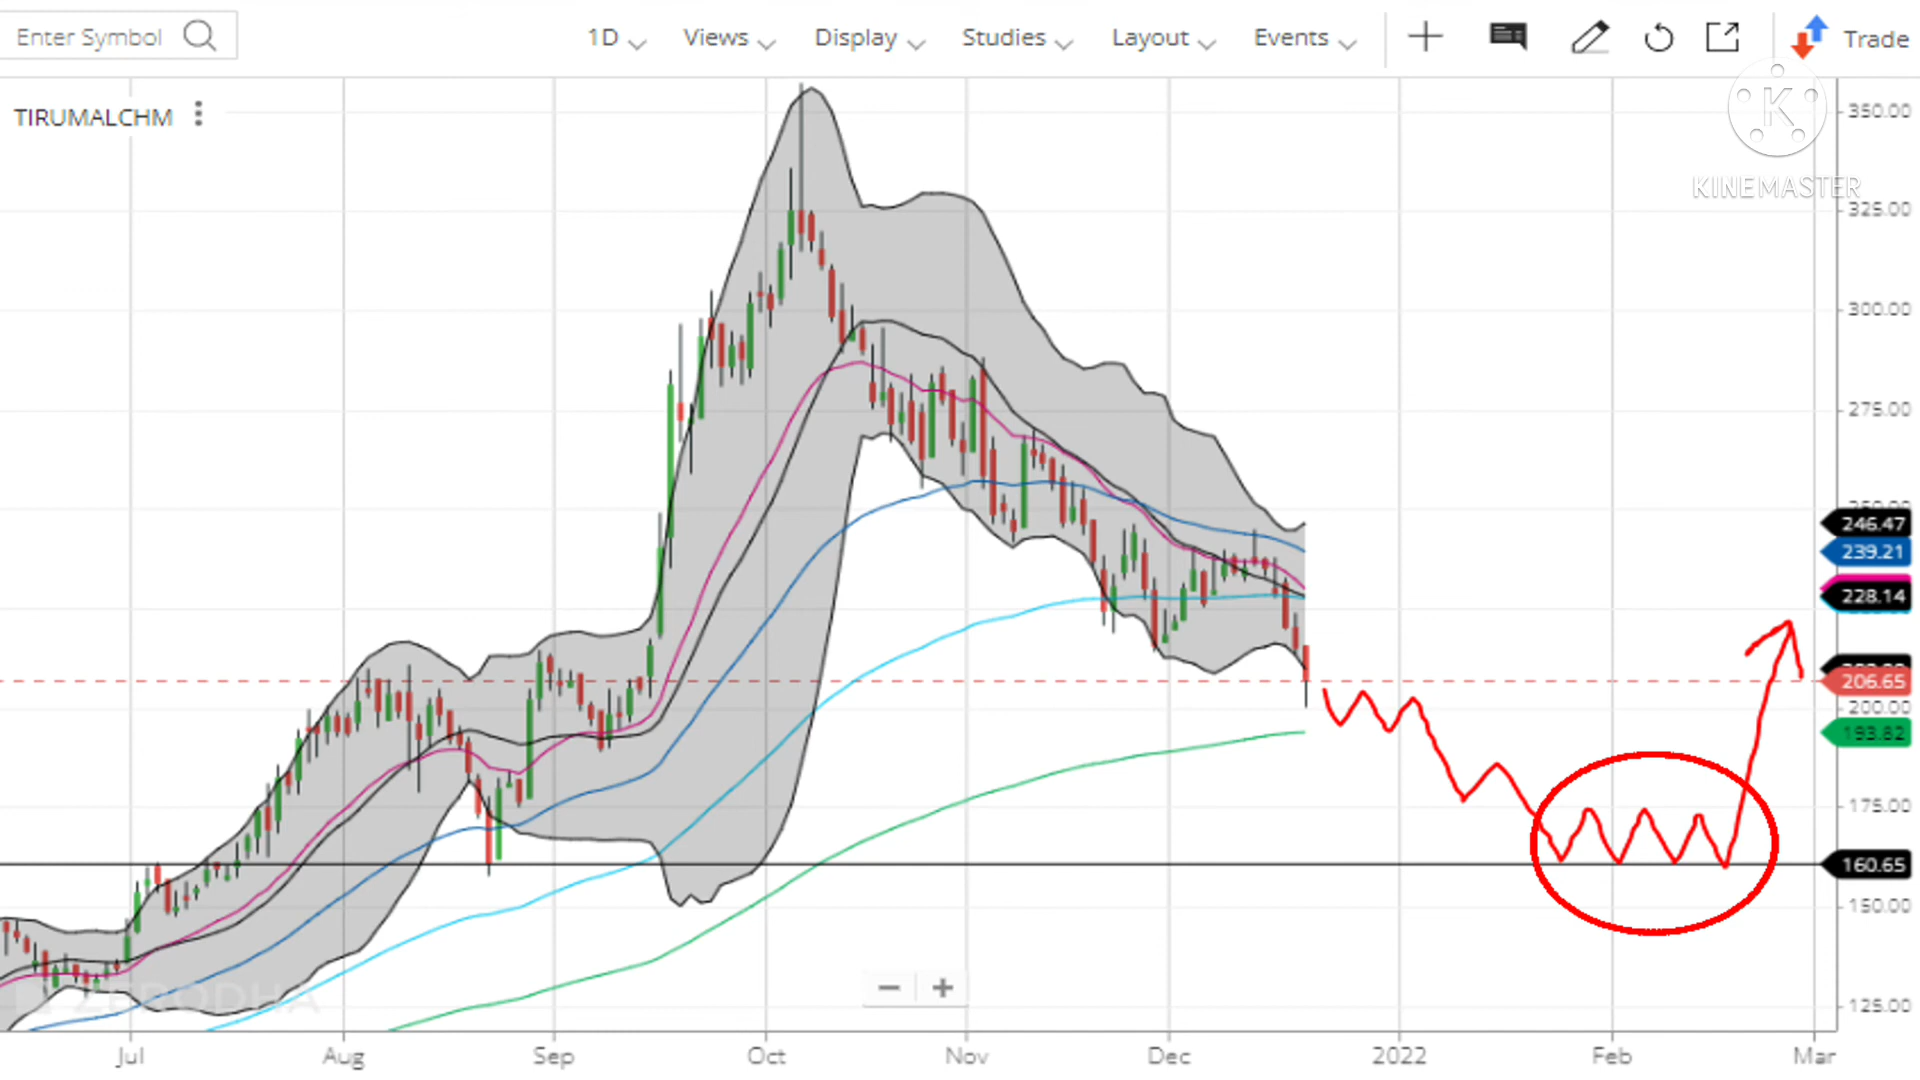 Enter Symbol
1D Views Display Studies Layout Events Trade
TIRUMALCHM
K
KINEMASTER
350.00
325.00
300.00
275.00
246.47
239.21
228.14
206.65
200.00
193.82
175.00
160.65
150.00
125.00
ZERODHA
Jul Aug Sep Oct Nov Dec 2022 Feb Mar